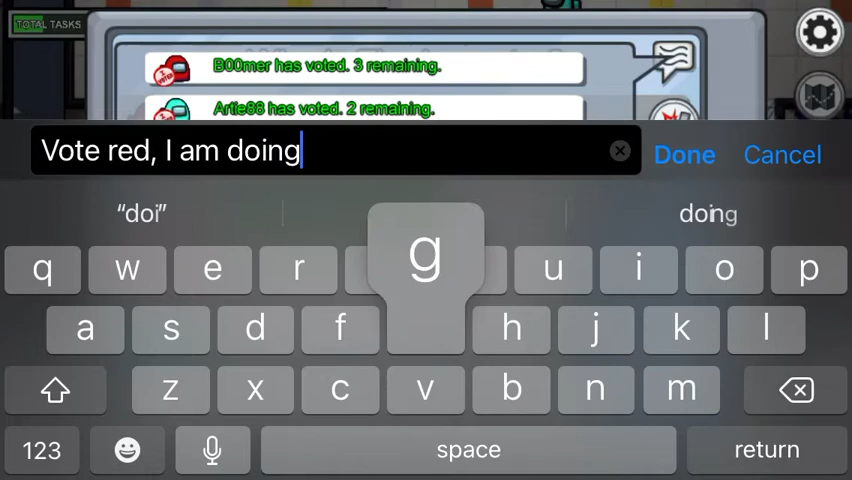 TOTAL TASKS
B00mer has voted. 3 remaining.
Artie88 has voted. 2 remaining.
Vote red, I am doing
Done
Cancel
“doi”
doing
g
q w e r u i o p
a s d f h j k l
z x c v b n m
123
space
return